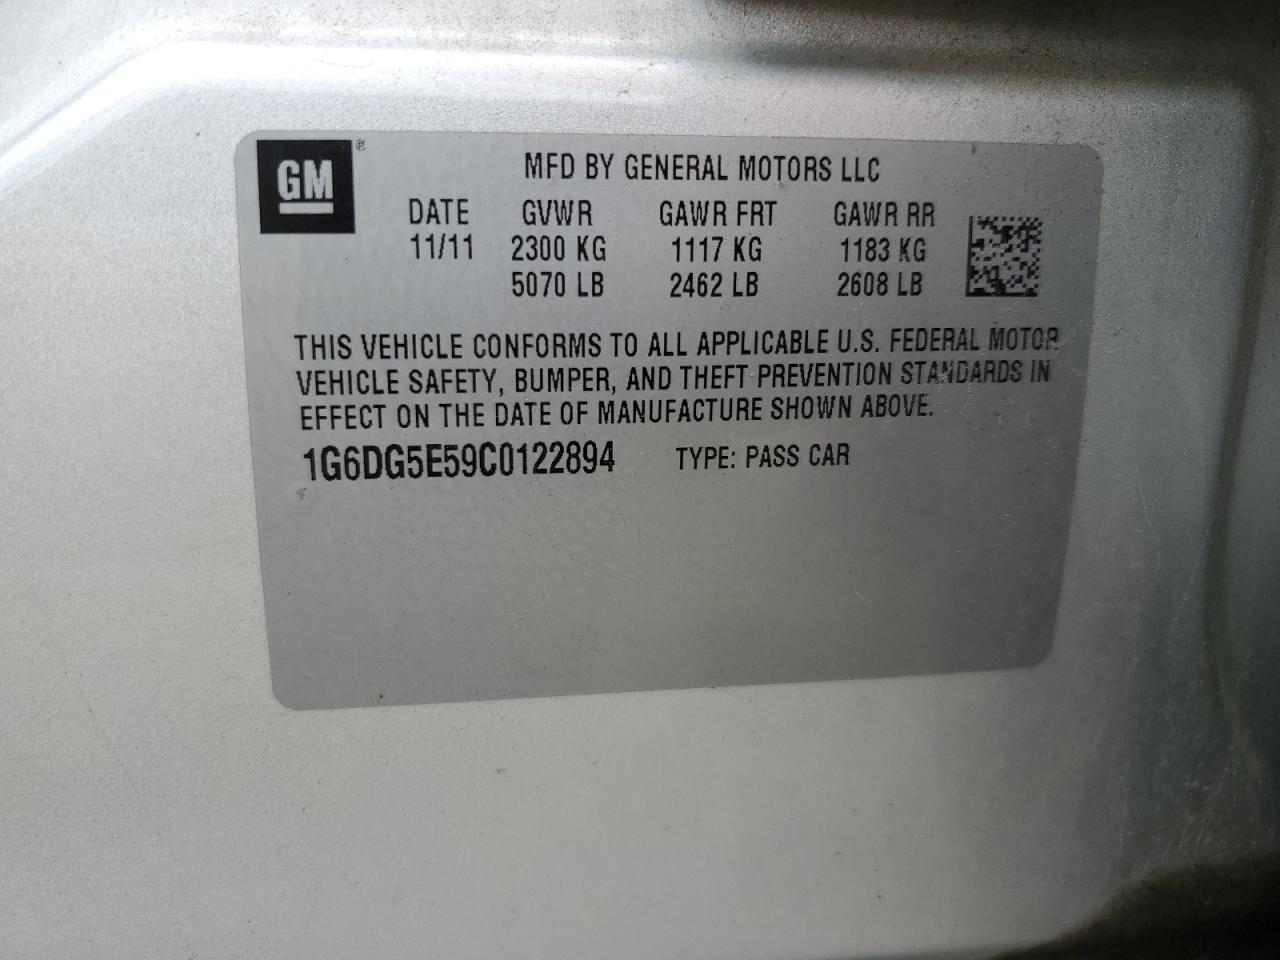 GM®
MFD BY GENERAL MOTORS LLC
DATE GVWR GAWR FRT GAWR RR
11/11 2300 KG 1117 KG 1183 KG
5070 LB 2462 LB 2608 LB
THIS VEHICLE CONFORMS TO ALL APPLICABLE U.S. FEDERAL MOTOR
VEHICLE SAFETY, BUMPER, AND THEFT PREVENTION STANDARDS IN
EFFECT ON THE DATE OF MANUFACTURE SHOWN ABOVE.
1G6DG5E59C0122894 TYPE: PASS CAR